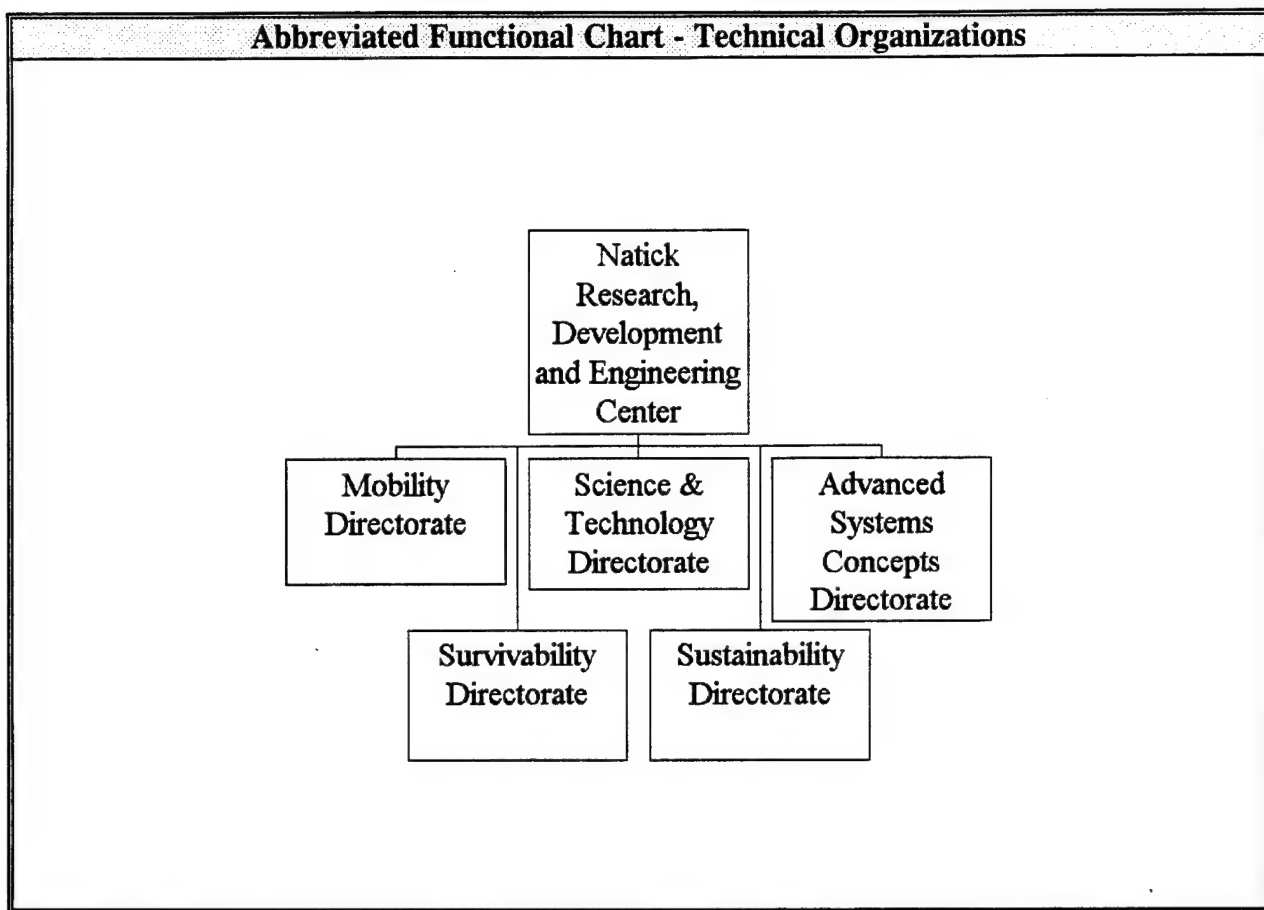 Abbreviated Functional Chart - Technical Organizations
Natick
Research,
Development
and Engineering
Center
Mobility
Directorate
Science &
Technology
Directorate
Advanced
Systems
Concepts
Directorate
Survivability
Directorate
Sustainability
Directorate